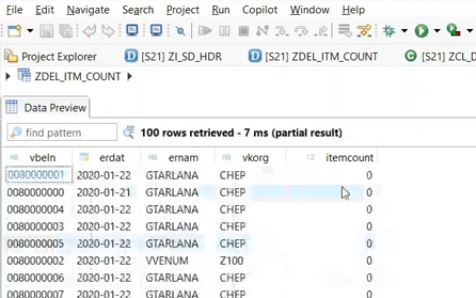 File Edit Navigate Search Project Run Copilot Window Help
Project Explorer [S21] ZI_SD_HDR [S21] ZDEL_ITM_COUNT [S21] ZCL_D
ZDEL_ITM_COUNT
Data Preview
find pattern 100 rows retrieved - 7 ms (partial result)
vbeln erdat ernam vkorg 12 itemcount
0080000001 2020-01-22 GTARLANA CHEP 0
0080000000 2020-01-21 GTARLANA CHEP 0
0080000004 2020-01-22 GTARLANA CHEP 0
0080000003 2020-01-22 GTARLANA CHEP 0
0080000005 2020-01-22 GTARLANA CHEP 0
0080000002 2020-01-22 VVENUM Z100 0
0080000006 2020-01-22 GTARLANA CHEP 0
0080000007 2020-01-22 GTARLANA CHEP 0